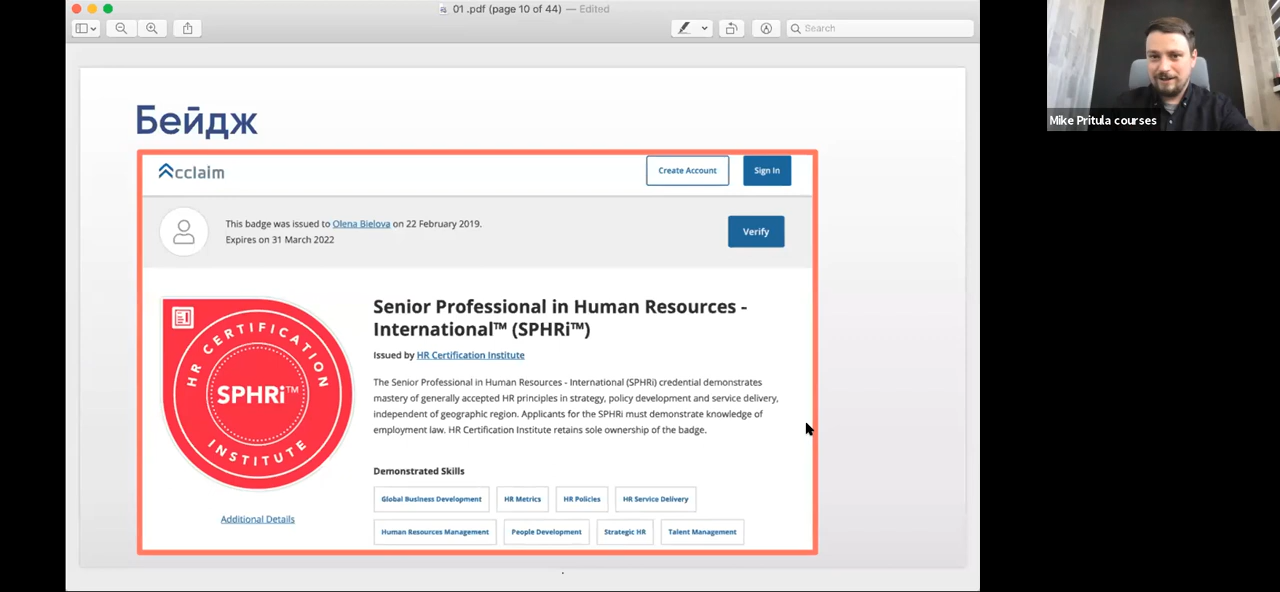 01 .pdf (page 10 of 44) — Edited
Search
Mike Pritula courses
Бейдж
cclaim
Create Account
Sign In
This badge was issued to Olena Bielova on 22 February 2019.
Expires on 31 March 2022
Verify
HR CERTIFICATION
SPHRi™
INSTITUTE
Additional Details
Senior Professional in Human Resources -
International™ (SPHRi™)
Issued by HR Certification Institute
The Senior Professional in Human Resources - International (SPHRi) credential demonstrates
mastery of generally accepted HR principles in strategy, policy development and service delivery,
independent of geographic region. Applicants for the SPHRi must demonstrate knowledge of
employment law. HR Certification Institute retains sole ownership of the badge.
Demonstrated Skills
Global Business Development
HR Metrics
HR Policies
HR Service Delivery
Human Resources Management
People Development
Strategic HR
Talent Management